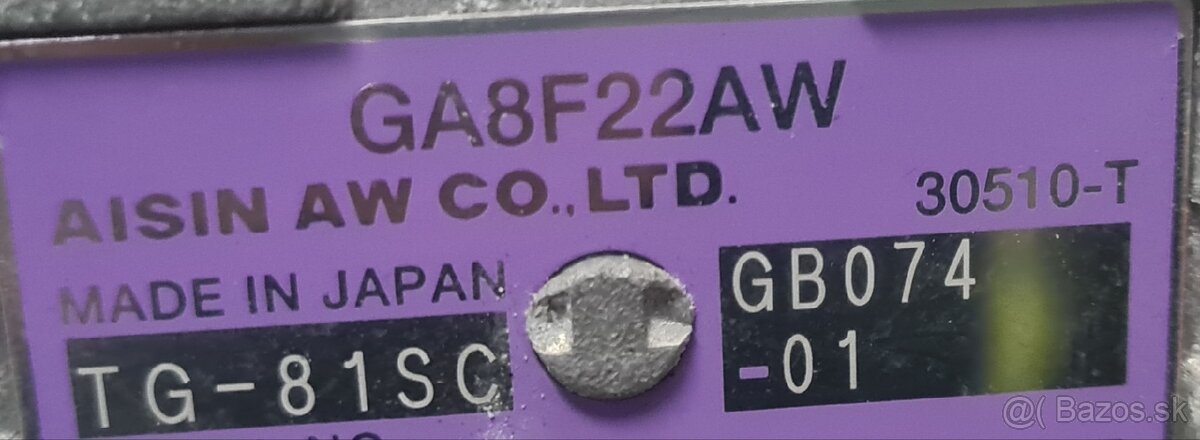 GA8F22AW
AISIN AW CO.,LTD.
30510-T
MADE IN JAPAN
GB074
-01
TG-81SC
@( Bazos.sk